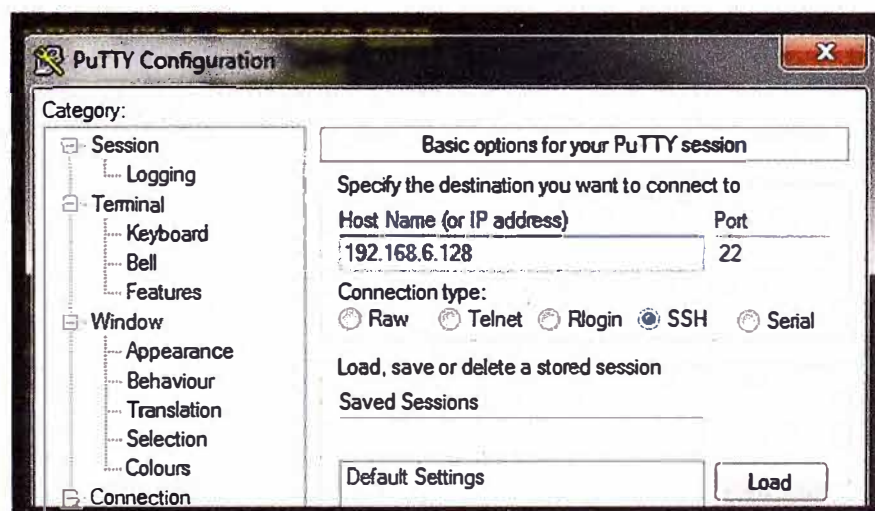 PuTTY Configuration
Category:
Session
Logging
Terminal
Keyboard
Bell
Features
Window
Appearance
Behaviour
Translation
Selection
Colours
Connection
Basic options for your PuTTY session
Specify the destination you want to connect to
Host Name (or IP address) Port
192.168.6.128 22
Connection type:
Raw Telnet Rlogin SSH Serial
Load, save or delete a stored session
Saved Sessions
Default Settings Load